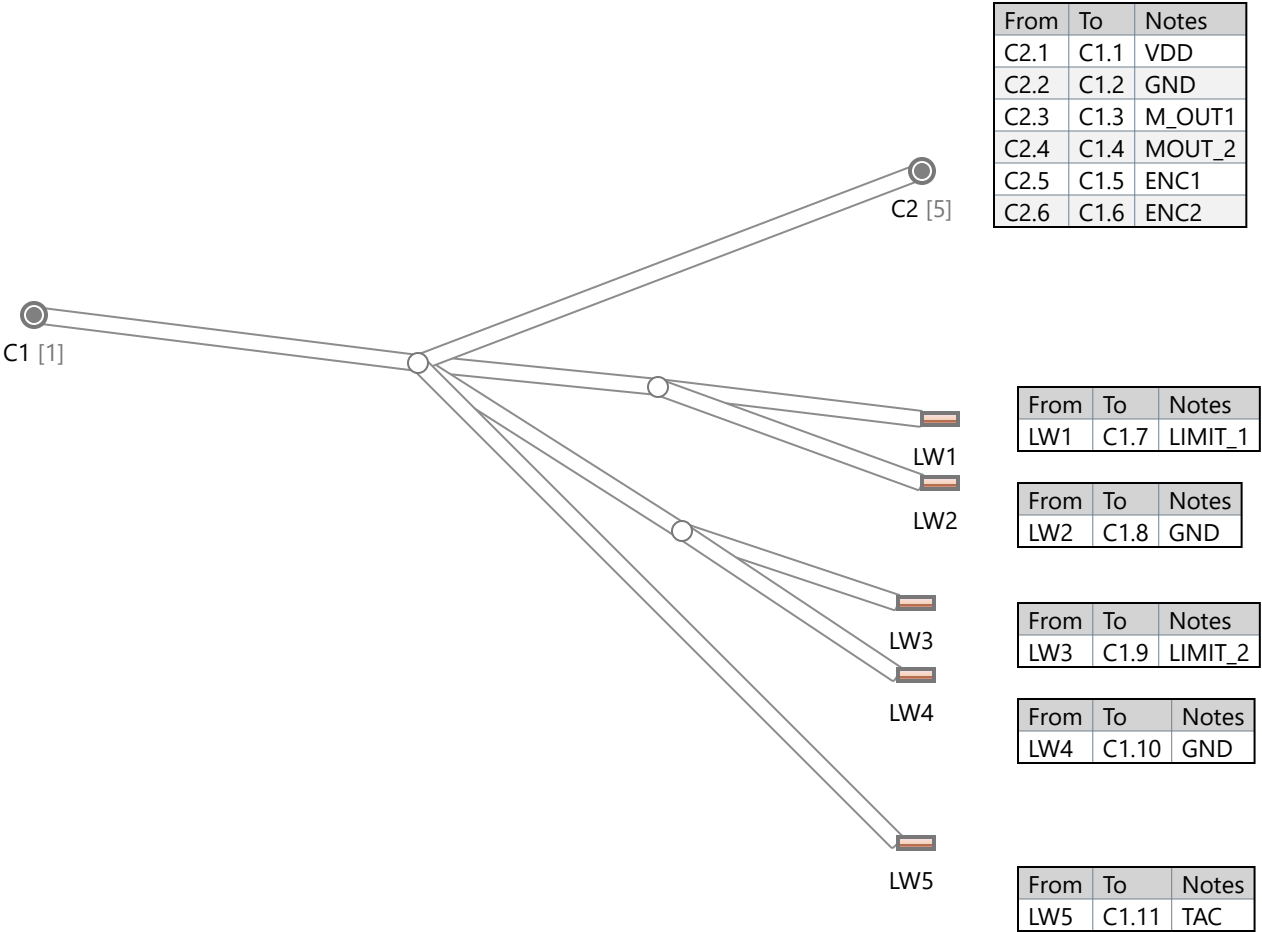 From To Notes
C2.1 C1.1 VDD
C2.2 C1.2 GND
C2.3 C1.3 M_OUT1
C2.4 C1.4 MOUT_2
C2.5 C1.5 ENC1
C2.6 C1.6 ENC2
C2 [5]
C1 [1]
LW1
From To Notes
LW1 C1.7 LIMIT_1
LW2
From To Notes
LW2 C1.8 GND
LW3
From To Notes
LW3 C1.9 LIMIT_2
LW4
From To Notes
LW4 C1.10 GND
LW5
From To Notes
LW5 C1.11 TAC